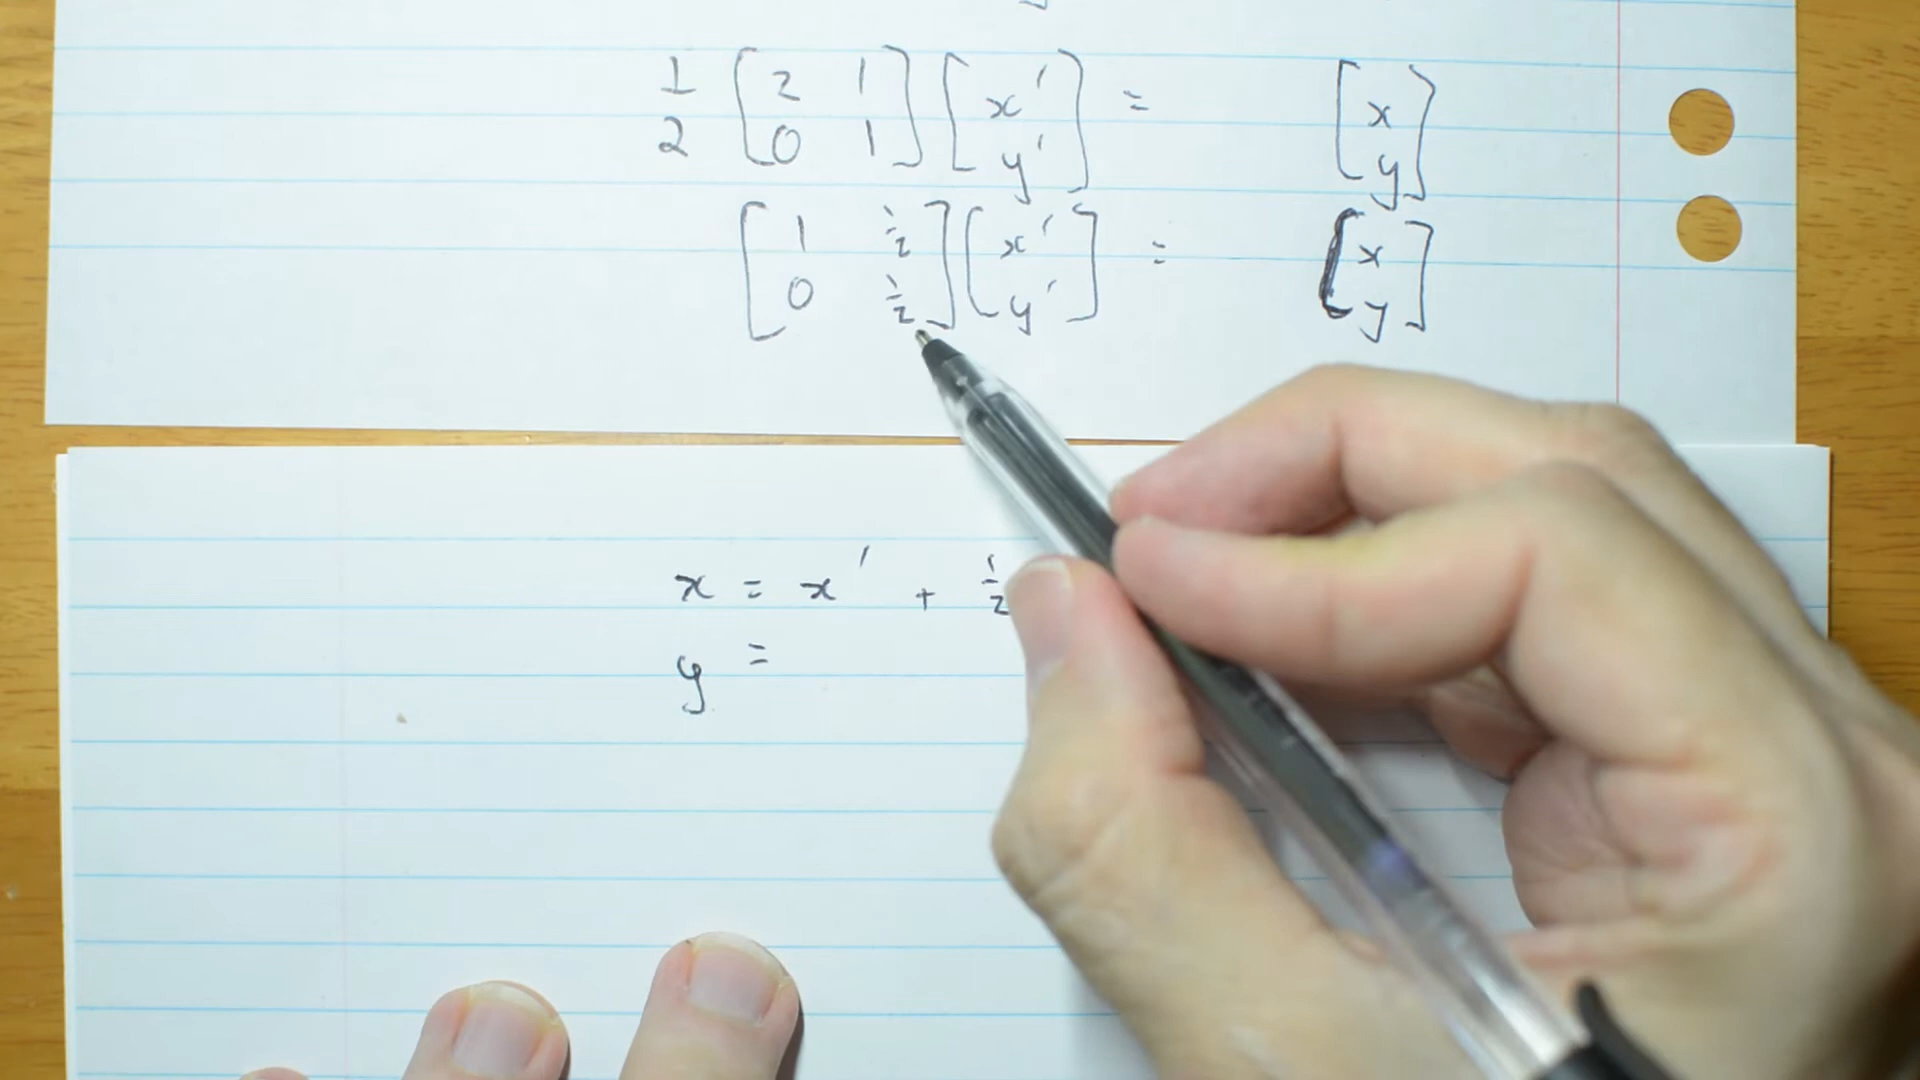 1/2 [2 1; 0 1] [x'; y'] = [x; y]
[1 1/2; 0 1/2] [x'; y'] = [x; y]
x = x' + 1/2
y =